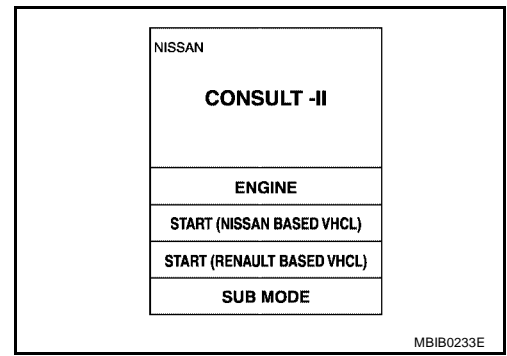 NISSAN
CONSULT -II
ENGINE
START (NISSAN BASED VHCL)
START (RENAULT BASED VHCL)
SUB MODE
MBIB0233E